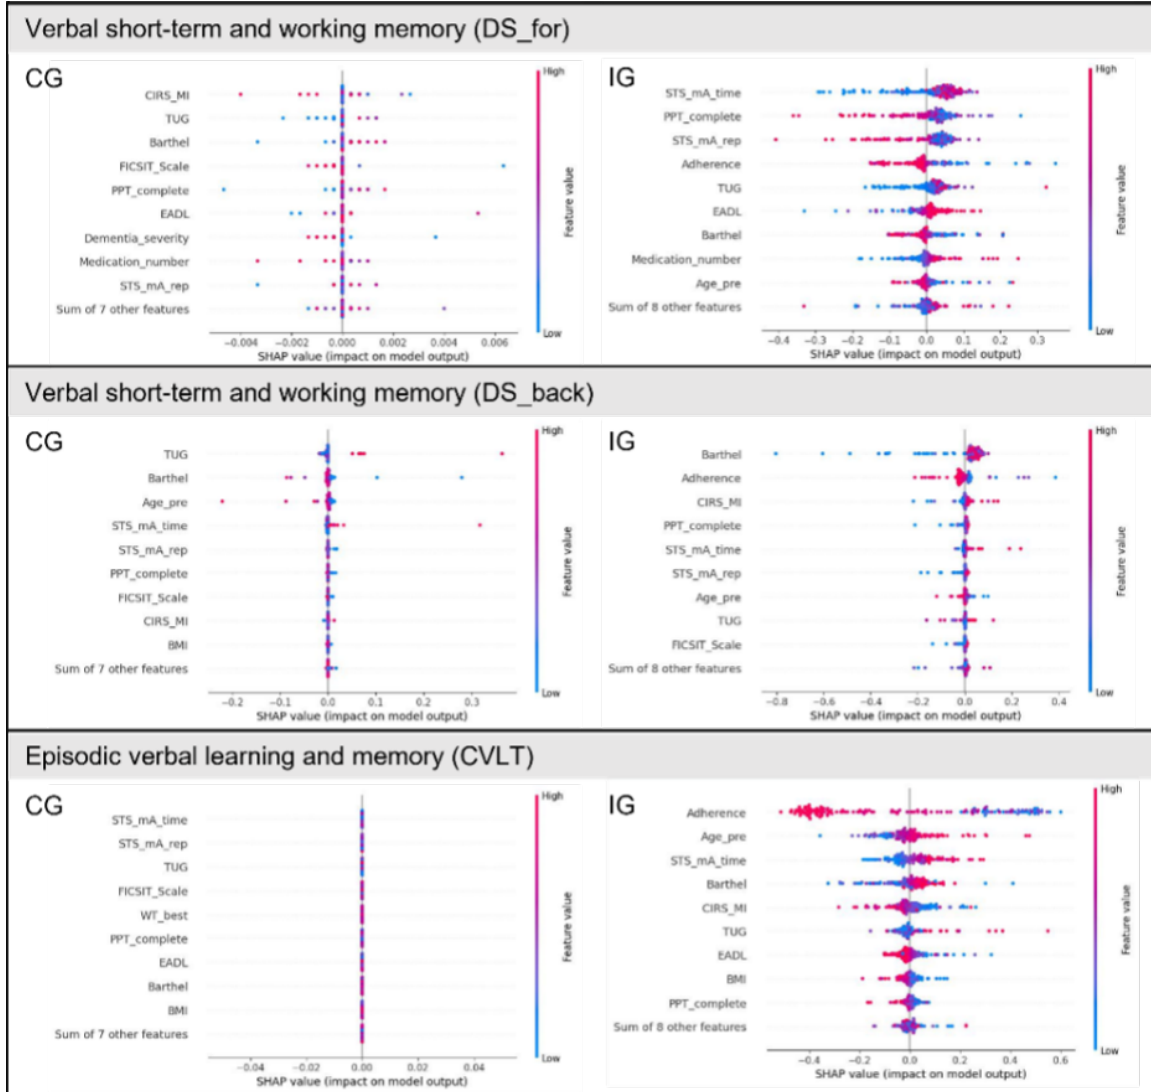 Verbal short-term and working memory (DS_for)
CG
CIRS_MI
TUG
Barthel
FICSIT_Scale
PPT_complete
EADL
Dementia_severity
Medication_number
STS_mA_rep
Sum of 7 other features
−0.004 −0.002 0.000 0.002 0.004 0.006
SHAP value (impact on model output)
High
Feature value
Low
IG
STS_mA_time
PPT_complete
STS_mA_rep
Adherence
TUG
EADL
Barthel
Medication_number
Age_pre
Sum of 8 other features
−0.4 −0.3 −0.2 −0.1 0.0 0.1 0.2 0.3
SHAP value (impact on model output)
High
Feature value
Low
Verbal short-term and working memory (DS_back)
CG
TUG
Barthel
Age_pre
STS_mA_time
STS_mA_rep
PPT_complete
FICSIT_Scale
CIRS_MI
BMI
Sum of 7 other features
−0.2 −0.1 0.0 0.1 0.2 0.3
SHAP value (impact on model output)
High
Feature value
Low
IG
Barthel
Adherence
CIRS_MI
PPT_complete
STS_mA_time
STS_mA_rep
Age_pre
TUG
FICSIT_Scale
Sum of 8 other features
−0.8 −0.6 −0.4 −0.2 0.0 0.2 0.4
SHAP value (impact on model output)
High
Feature value
Low
Episodic verbal learning and memory (CVLT)
CG
STS_mA_time
STS_mA_rep
TUG
FICSIT_Scale
WT_best
PPT_complete
EADL
Barthel
BMI
Sum of 7 other features
−0.04 −0.02 0.00 0.02 0.04
SHAP value (impact on model output)
High
Feature value
Low
IG
Adherence
Age_pre
STS_mA_time
Barthel
CIRS_MI
TUG
EADL
BMI
PPT_complete
Sum of 8 other features
−0.4 −0.2 0.0 0.2 0.4 0.6
SHAP value (impact on model output)
High
Feature value
Low